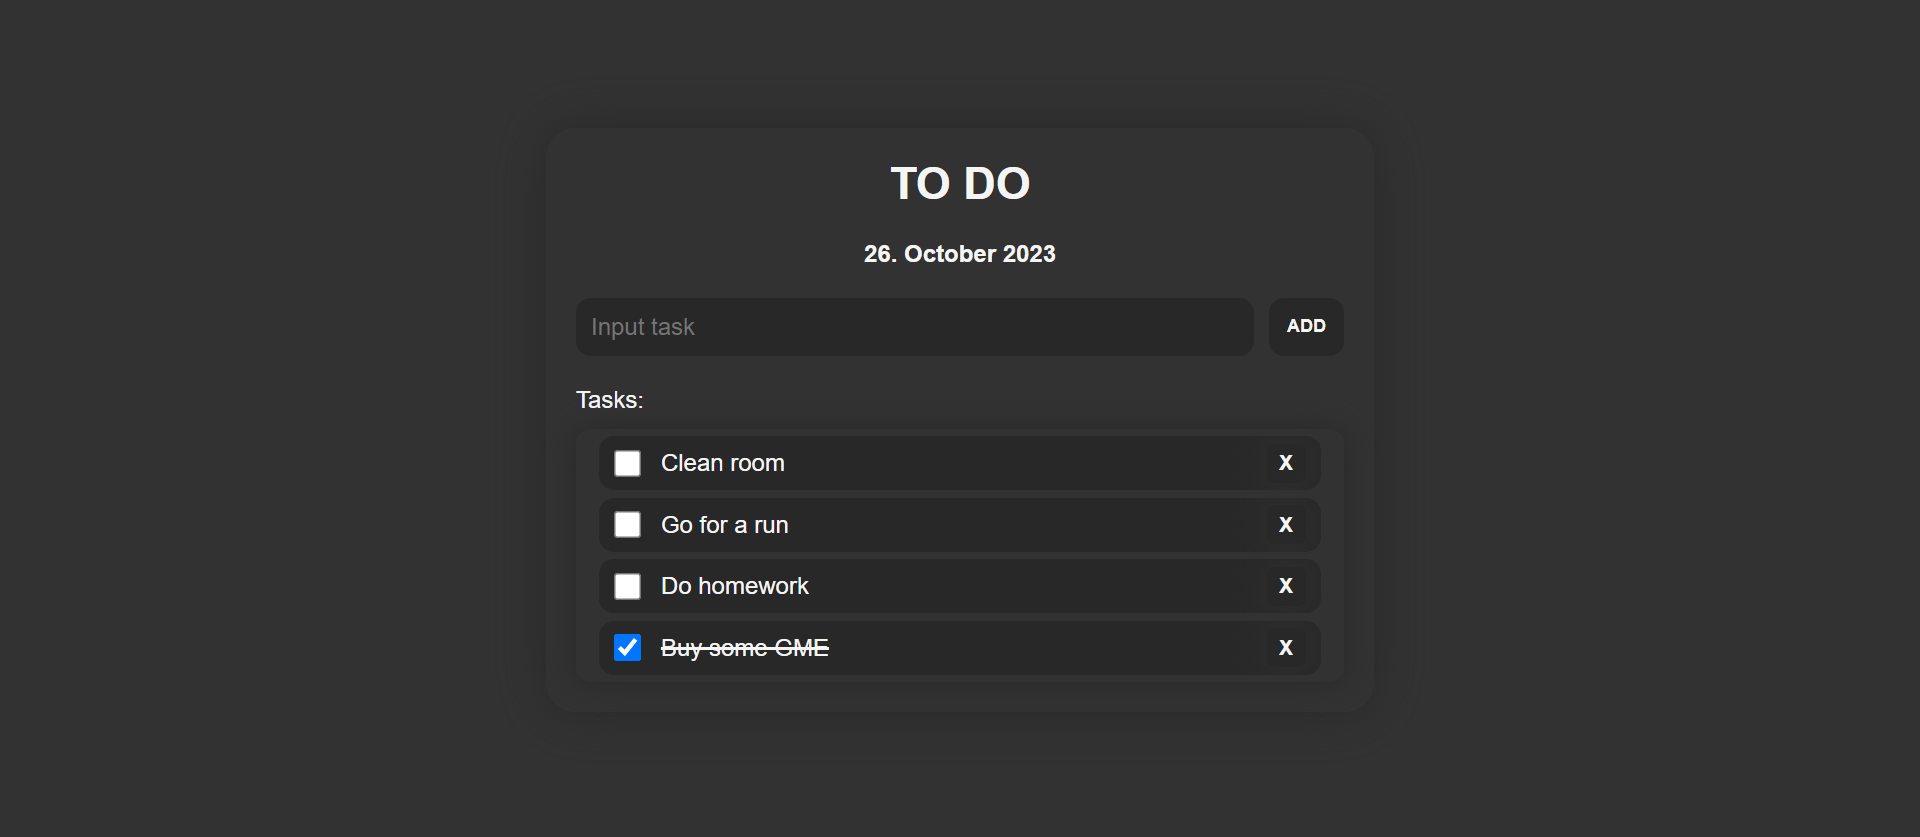 TO DO
26. October 2023
Input task
ADD
Tasks:
Clean room X
Go for a run X
Do homework X
Buy some GME X